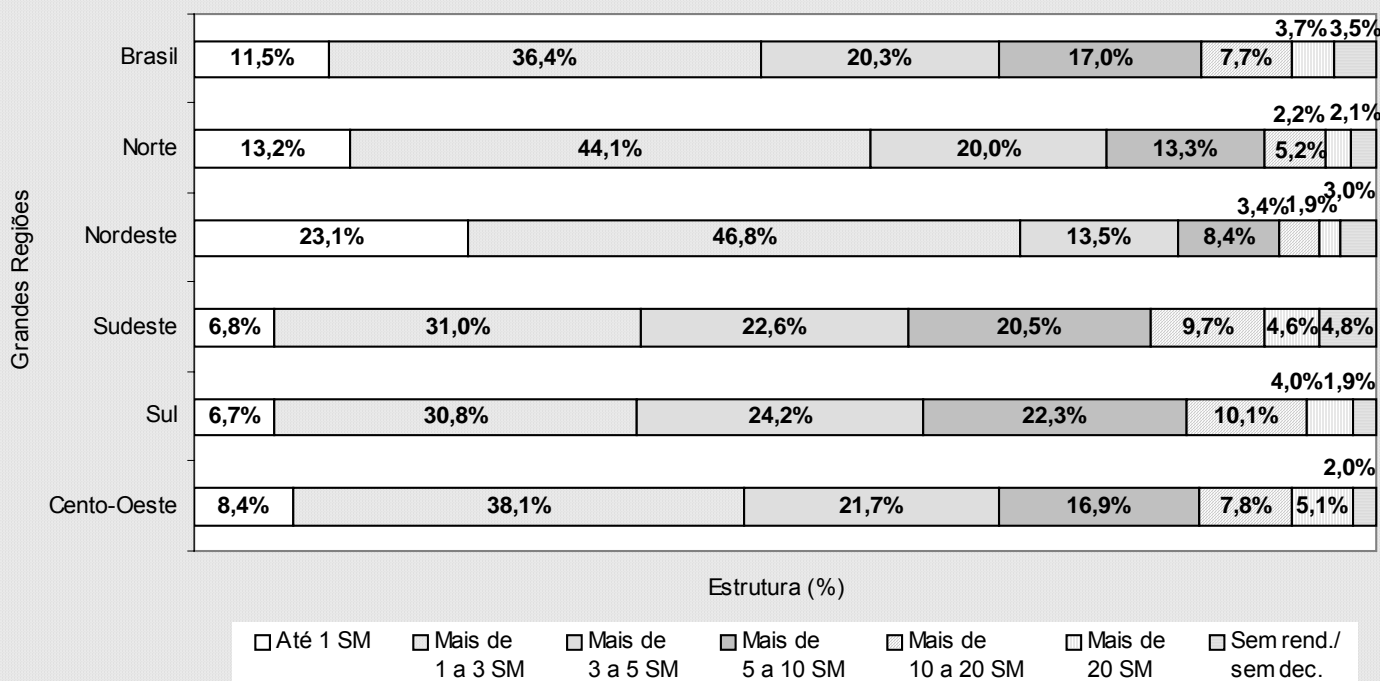 3,7% 3,5%
Brasil 11,5% 36,4% 20,3% 17,0% 7,7%
2,2% 2,1%
Norte 13,2% 44,1% 20,0% 13,3% 5,2%
3,4% 1,9% 3,0%
Nordeste 23,1% 46,8% 13,5% 8,4%
Sudeste 6,8% 31,0% 22,6% 20,5% 9,7% 4,6% 4,8%
4,0% 1,9%
Sul 6,7% 30,8% 24,2% 22,3% 10,1%
2,0%
Cento-Oeste 8,4% 38,1% 21,7% 16,9% 7,8% 5,1%
Grandes Regiões
Estrutura (%)
Até 1 SM Mais de Mais de Mais de Mais de Mais de Sem rend./
1 a 3 SM 3 a 5 SM 5 a 10 SM 10 a 20 SM 20 SM sem dec.